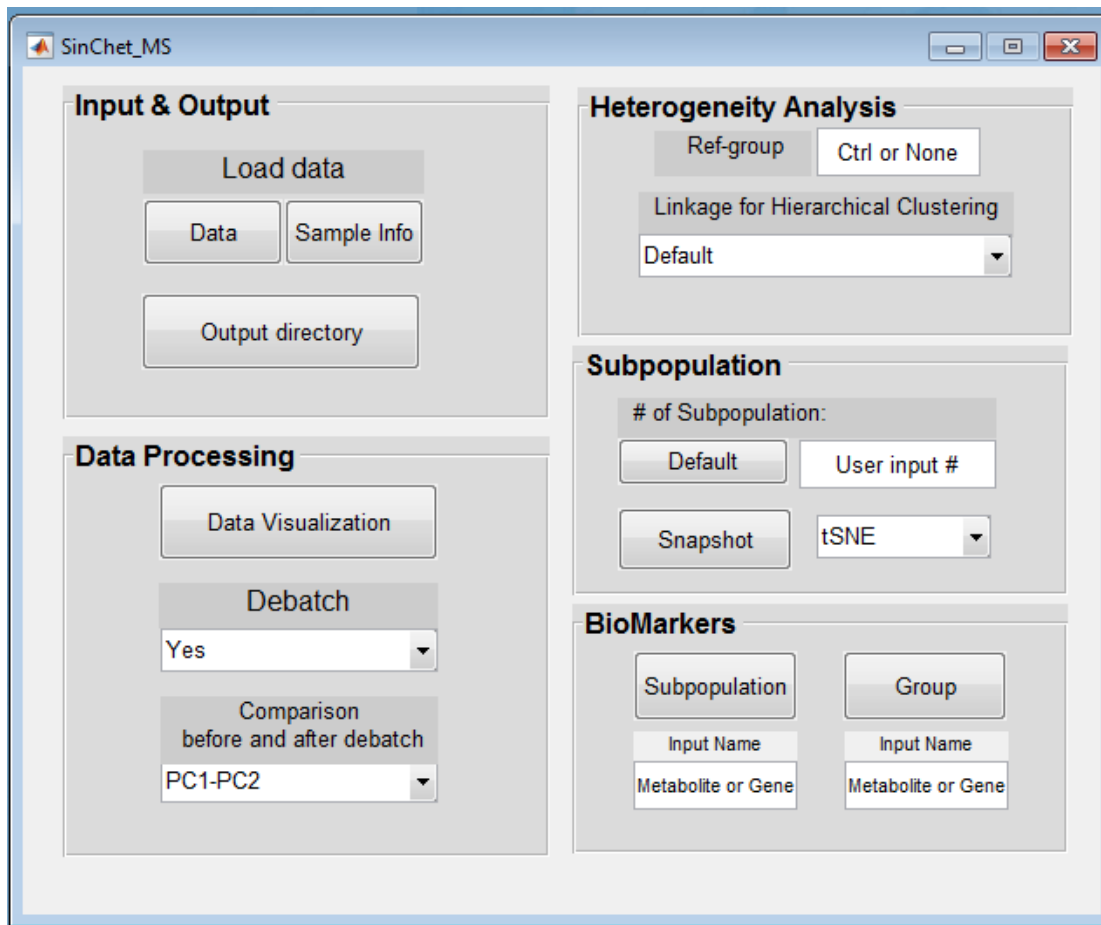 SinChet_MS
Input & Output
Load data
Data
Sample Info
Output directory
Data Processing
Data Visualization
Debatch
Yes
Comparison
before and after debatch
PC1-PC2
Heterogeneity Analysis
Ref-group
Ctrl or None
Linkage for Hierarchical Clustering
Default
Subpopulation
# of Subpopulation:
Default
User input #
Snapshot
tSNE
BioMarkers
Subpopulation
Group
Input Name
Input Name
Metabolite or Gene
Metabolite or Gene